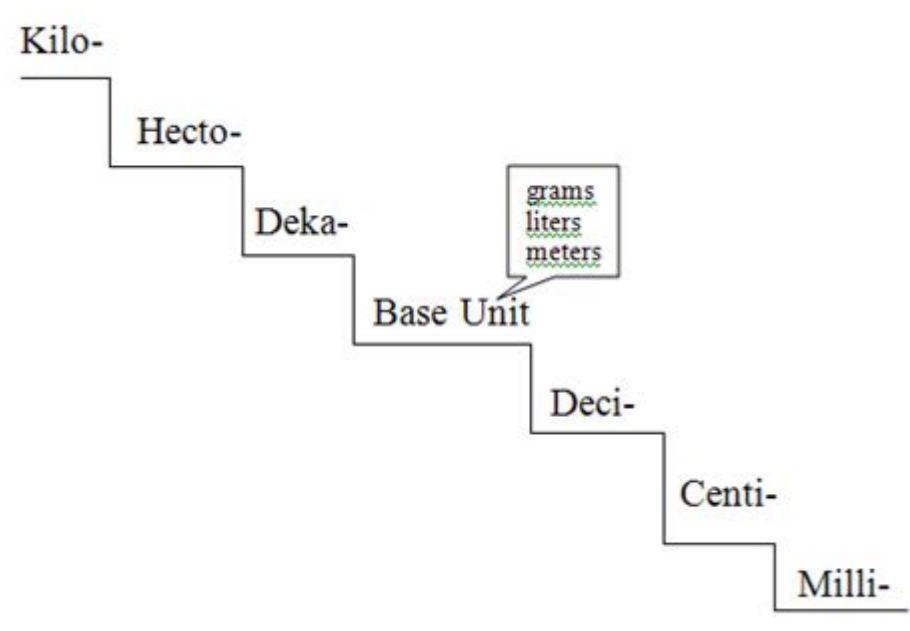 Kilo-
Hecto-
Deka-
grams
liters
meters
Base Unit
Deci-
Centi-
Milli-